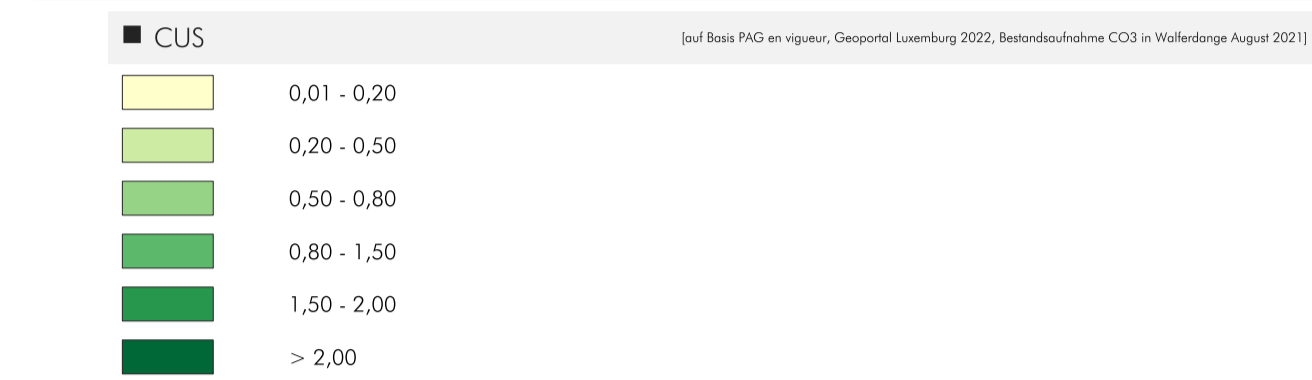 CUS [auf Basis PAG en vigueur, Geoportal Luxemburg 2022, Bestandsaufnahme CO3 in Walferdange August 2021]
0,01 - 0,20
0,20 - 0,50
0,50 - 0,80
0,80 - 1,50
1,50 - 2,00
> 2,00